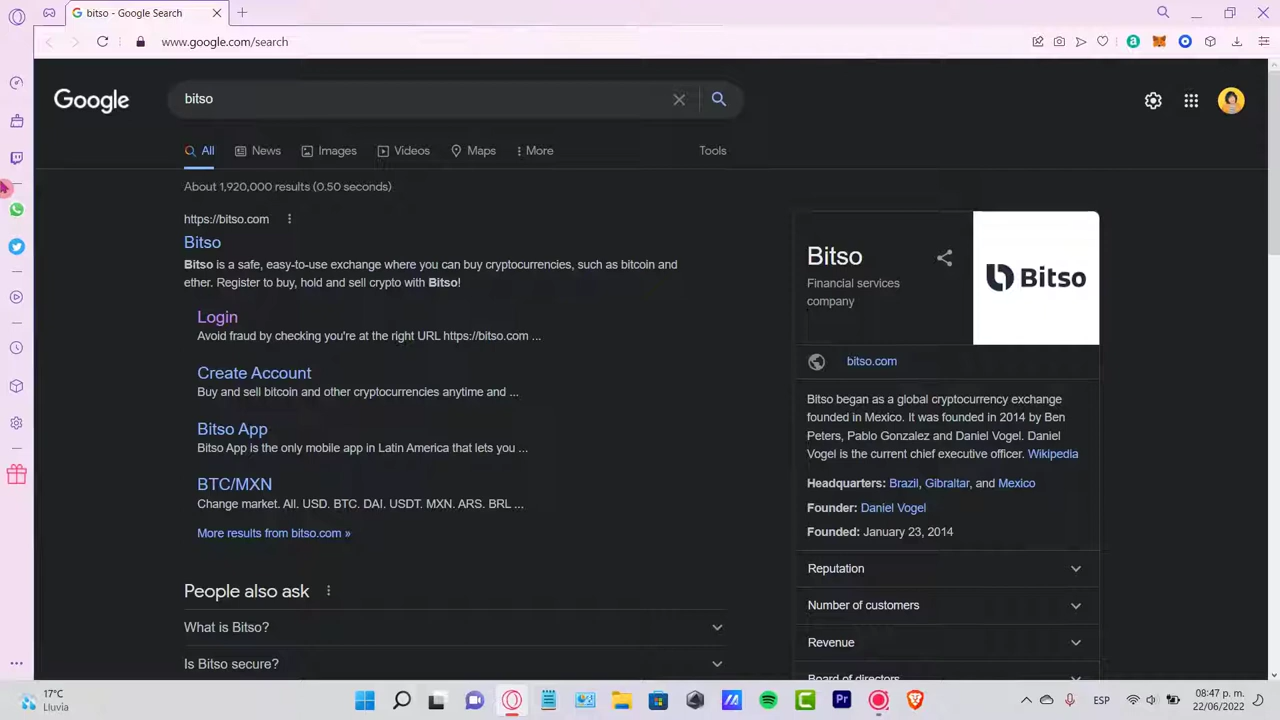 bitso - Google Search
www.google.com/search
Google
bitso
All
News
Images
Videos
Maps
More
Tools
About 1,920,000 results (0.50 seconds)
https://bitso.com
Bitso
Bitso is a safe, easy-to-use exchange where you can buy cryptocurrencies, such as bitcoin and
ether. Register to buy, hold and sell crypto with Bitso!
Login
Avoid fraud by checking you're at the right URL https://bitso.com ...
Create Account
Buy and sell bitcoin and other cryptocurrencies anytime and ...
Bitso App
Bitso App is the only mobile app in Latin America that lets you ...
BTC/MXN
Change market. All. USD. BTC. DAI. USDT. MXN. ARS. BRL ...
More results from bitso.com »
People also ask
What is Bitso?
Is Bitso secure?
Bitso
Financial services
company
Bitso
bitso.com
Bitso began as a global cryptocurrency exchange
founded in Mexico. It was founded in 2014 by Ben
Peters, Pablo Gonzalez and Daniel Vogel. Daniel
Vogel is the current chief executive officer. Wikipedia
Headquarters: Brazil, Gibraltar, and Mexico
Founder: Daniel Vogel
Founded: January 23, 2014
Reputation
Number of customers
Revenue
Board of directors
17°C
Lluvia
Pr
ESP
08:47 p. m.
22/06/2022